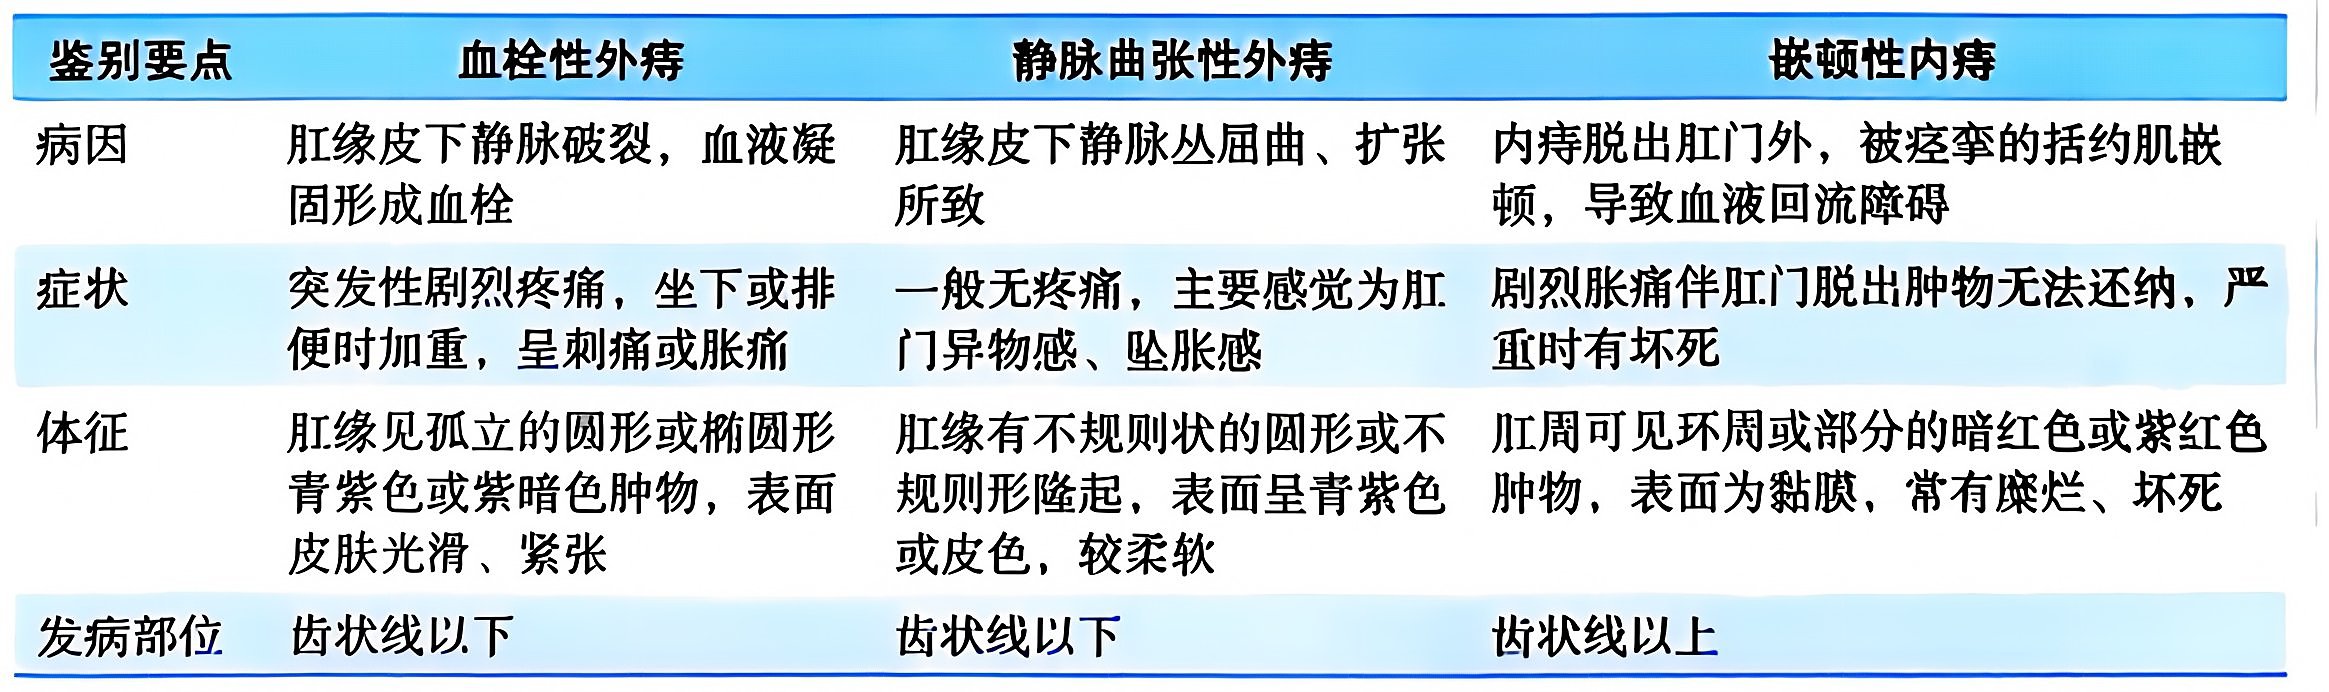 鉴别要点 血栓性外痔 静脉曲张性外痔 嵌顿性内痔
病因 肛缘皮下静脉破裂，血液凝 肛缘皮下静脉丛屈曲、扩张 内痔脱出肛门外，被痉挛的括约肌嵌
固形成血栓 所致 顿，导致血液回流障碍
症状 突发性剧烈疼痛，坐下或排 一般无疼痛，主要感觉为肛 剧烈胀痛伴肛门脱出肿物无法还纳，严
便时加重，呈刺痛或胀痛 门异物感、坠胀感 重时有坏死
体征 肛缘见孤立的圆形或椭圆形 肛缘有不规则状的圆形或不 肛周可见环周或部分的暗红色或紫红色
青紫色或紫暗色肿物，表面 规则形隆起，表面呈青紫色 肿物，表面为黏膜，常有糜烂、坏死
皮肤光滑、紧张 或皮色，较柔软
发病部位 齿状线以下 齿状线以下 齿状线以上